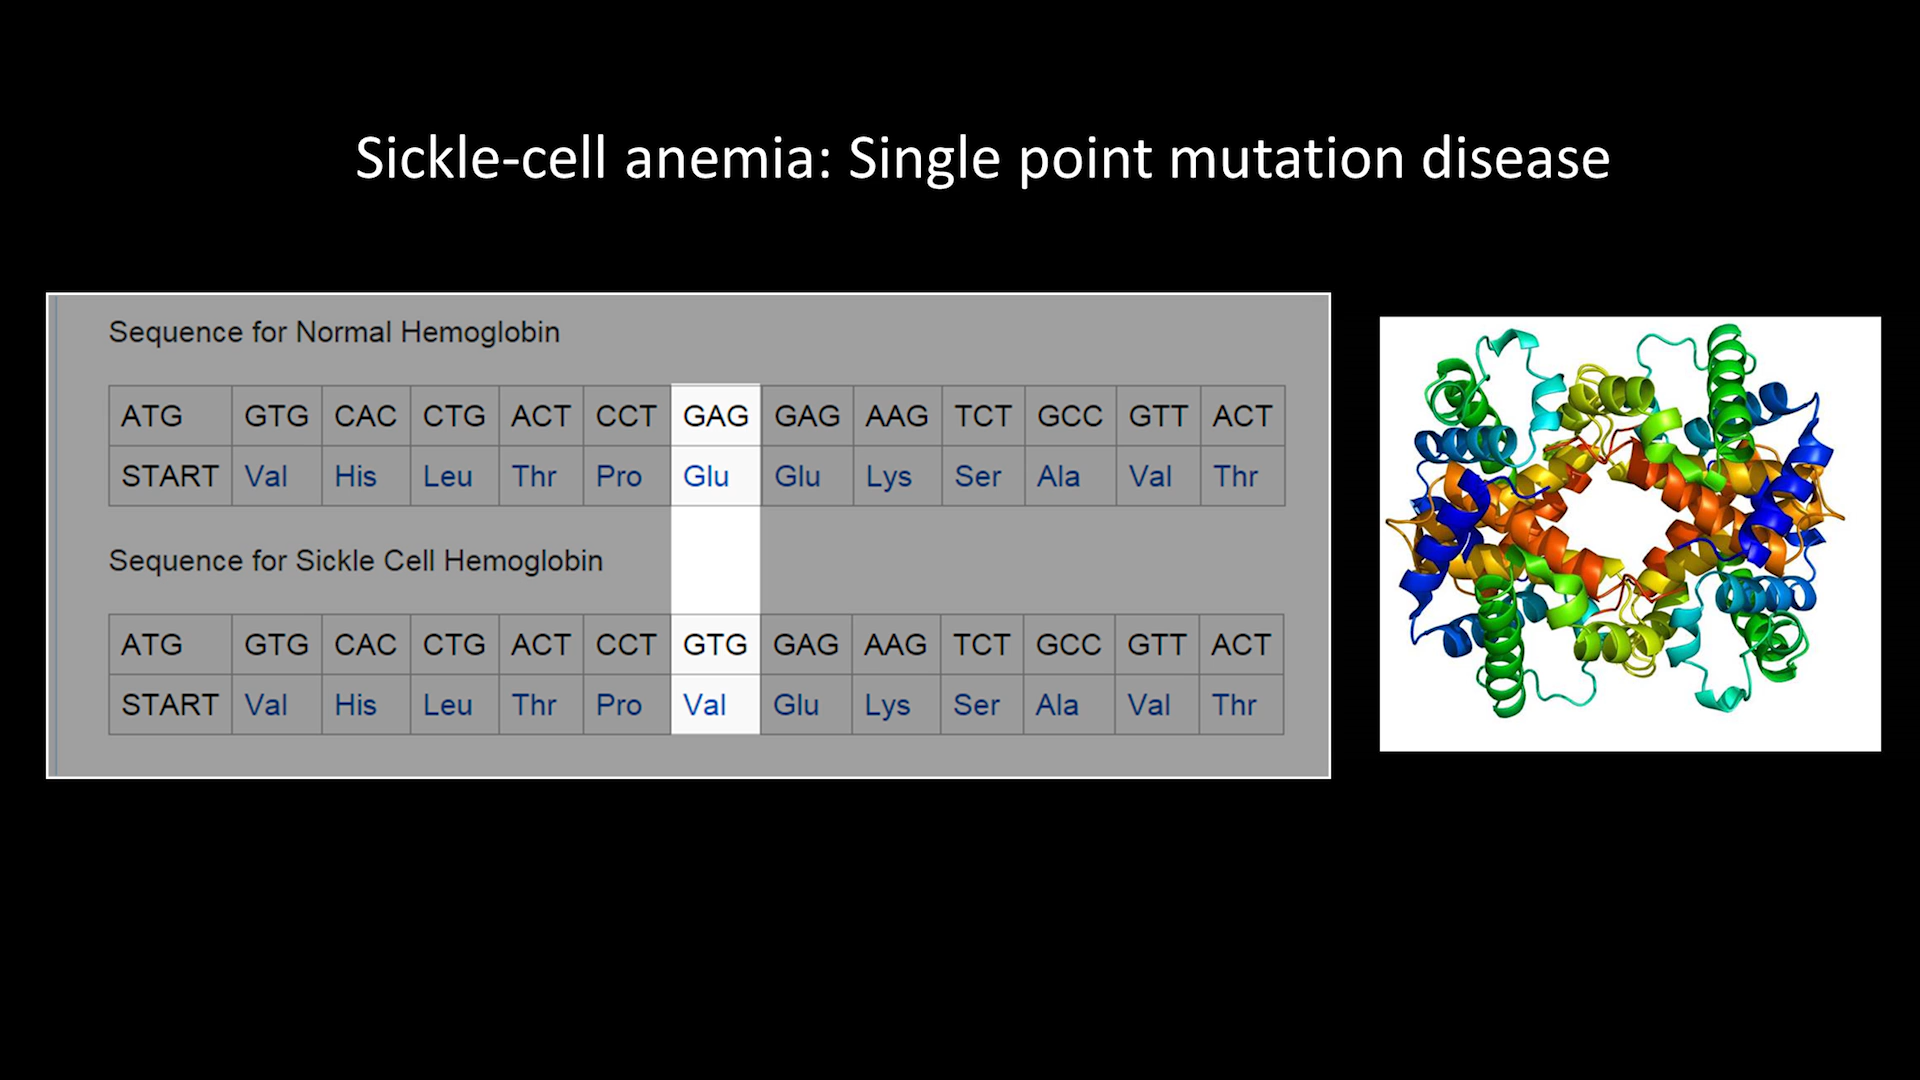 Sickle-cell anemia: Single point mutation disease
Sequence for Normal Hemoglobin
ATG GTG CAC CTG ACT CCT GAG GAG AAG TCT GCC GTT ACT
START Val His Leu Thr Pro Glu Glu Lys Ser Ala Val Thr
Sequence for Sickle Cell Hemoglobin
ATG GTG CAC CTG ACT CCT GTG GAG AAG TCT GCC GTT ACT
START Val His Leu Thr Pro Val Glu Lys Ser Ala Val Thr